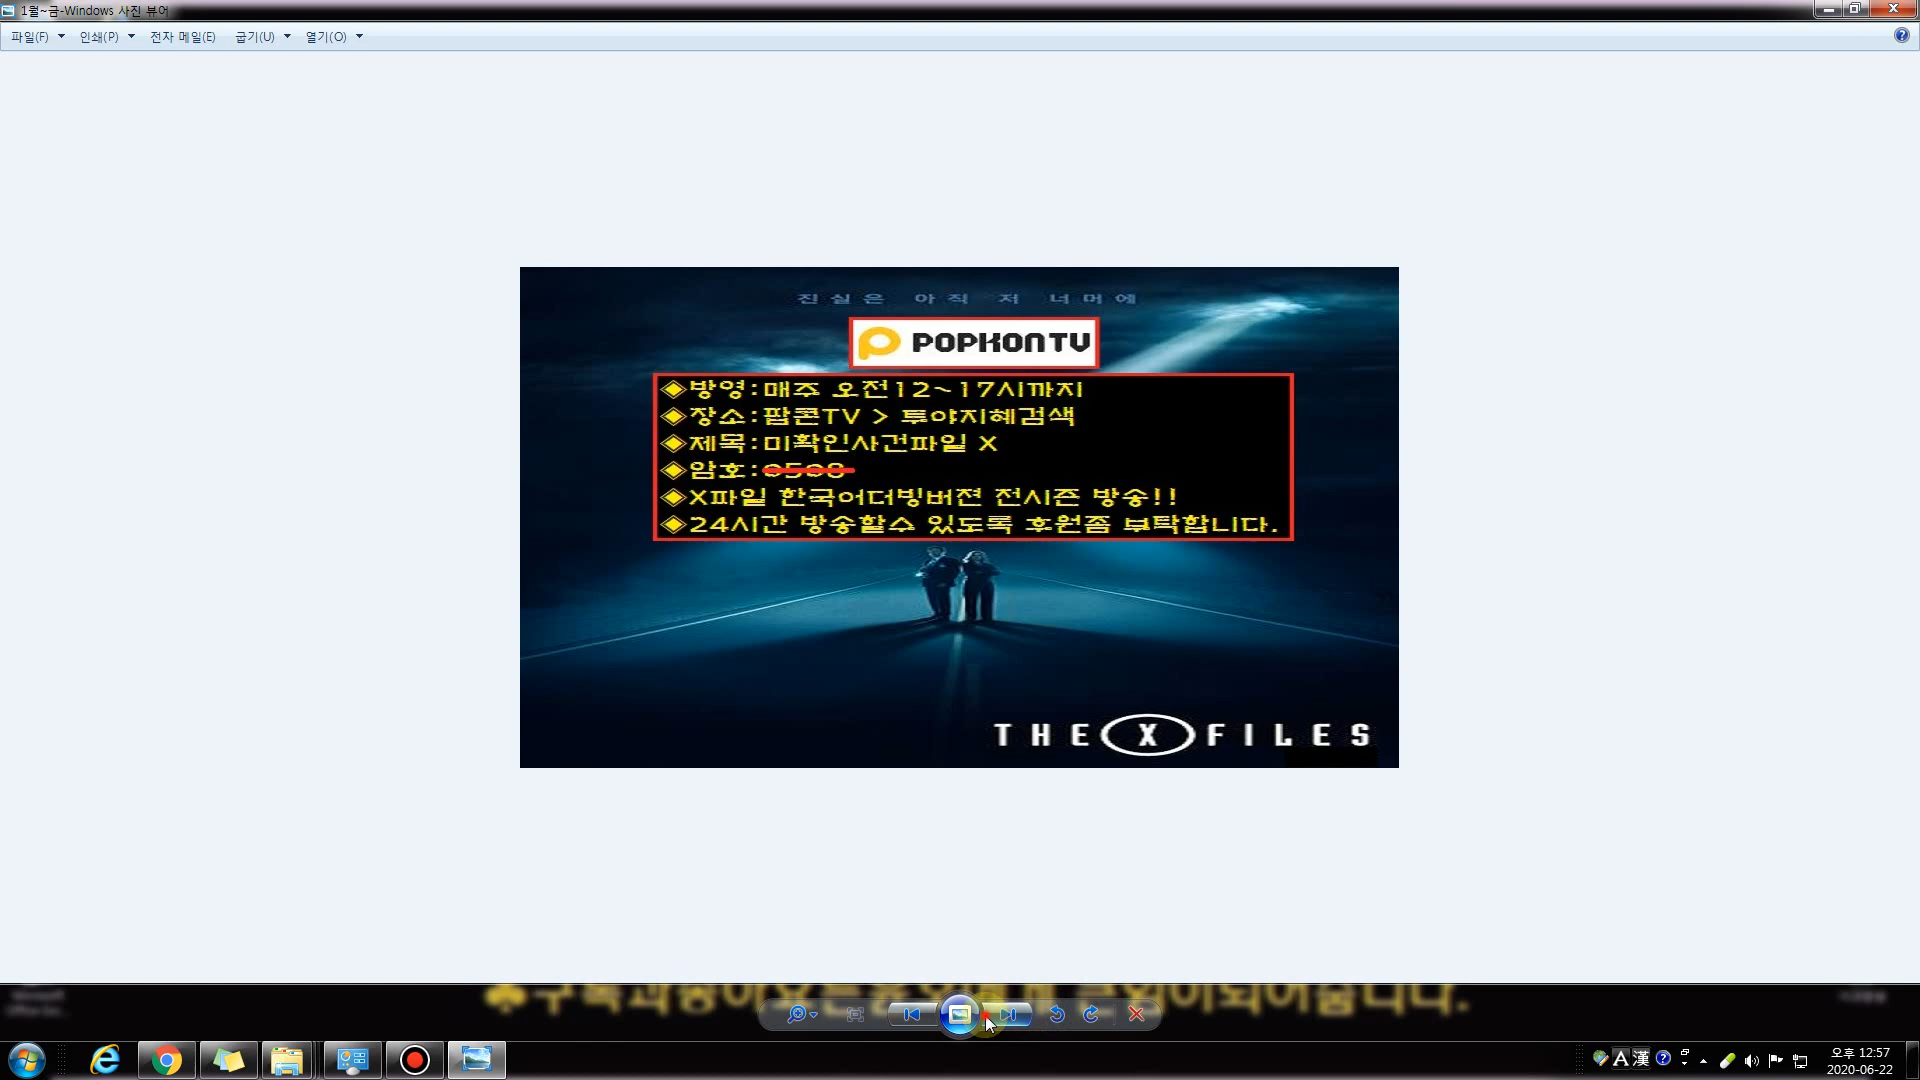 1월~금-Windows 사진 뷰어
파일(F) 인쇄(P) 전자 메일(E) 굽기(U) 열기(O)
진실은 아직 저 너머에
POPKONTV
◈방영:매주 오전12~17시까지
◈장소:팝콘TV > 투야지혜검색
◈제목:미확인사건파일 X
◈암호:
◈X파일 한국어더빙버젼 전시즌 방송!!
◈24시간 방송할수 있도록 후원좀 부탁합니다.
THE X FILES
A 漢
오후 12:57
2020-06-22